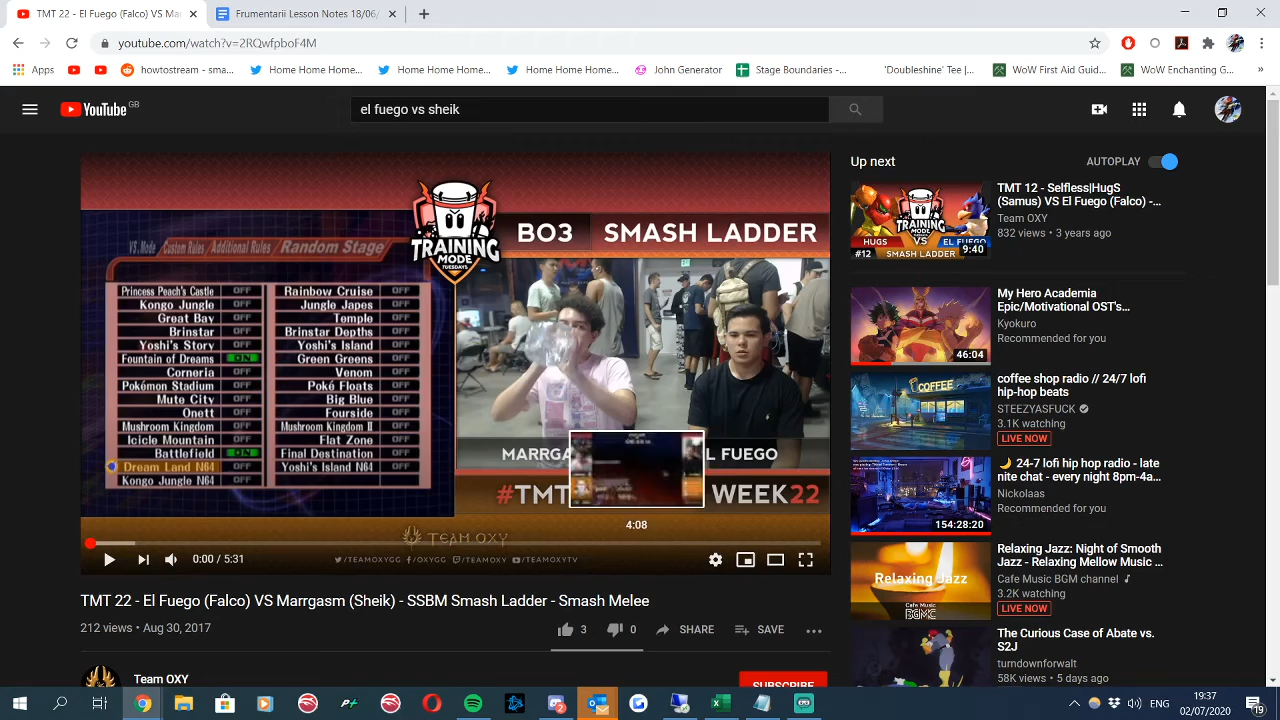 TMT 22 - El Fuego (Falco) VS Ma
Frumentarii Lesson Notes 18/06/
youtube.com/watch?v=2RQwfpboF4M
Apps
howtostream - sma...
Home Home Home...
Home Home Home...
Home Home Home...
John Generator
Stage Boundaries -...
'Doubleshine' Tee |...
WoW First Aid Guid...
WoW Enchanting G...
»
YouTube GB
el fuego vs sheik
VS. Mode Custom Rules Additional Rules Random Stage
Princess Peach's Castle OFF Rainbow Cruise OFF
Kongo Jungle OFF Jungle Japes OFF
Great Bay OFF Temple OFF
Brinstar OFF Brinstar Depths OFF
Yoshi's Story OFF Yoshi's Island OFF
Fountain of Dreams ON Green Greens OFF
Corneria OFF Venom OFF
Pokémon Stadium OFF Poké Floats OFF
Mute City OFF Big Blue OFF
Onett OFF Fourside OFF
Mushroom Kingdom OFF Mushroom Kingdom II OFF
Icicle Mountain OFF Flat Zone OFF
Battlefield ON Final Destination OFF
Dream Land N64 OFF Yoshi's Island N64 OFF
Kongo Jungle N64 OFF
TRAINING
MODE
TUESDAYS
BO3 SMASH LADDER
MARRGA L FUEGO
#TMT WEEK22
4:08
TEAM OXY
/TEAMOXYGG /OXYGG /TEAMOXY /TEAMOXYTV
0:00 / 5:31
TMT 22 - El Fuego (Falco) VS Marrgasm (Sheik) - SSBM Smash Ladder - Smash Melee
212 views • Aug 30, 2017
3 0 SHARE SAVE
Team OXY
SUBSCRIBE
Up next AUTOPLAY
HUGS VS EL FUEGO
#12 SMASH LADDER 9:40
TMT 12 - Selfless|HugS
(Samus) VS El Fuego (Falco) -...
Team OXY
832 views • 3 years ago
46:04
My Hero Academia
Epic/Motivational OST's...
Kyokuro
Recommended for you
COFFEE
coffee shop radio // 24/7 lofi
hip-hop beats
STEEZYASFUCK
3.1K watching
LIVE NOW
154:28:20
24-7 lofi hip hop radio - late
nite chat - every night 8pm-4a...
Nickolaas
Recommended for you
Relaxing Jazz
Cafe Music
BGMC
Relaxing Jazz: Night of Smooth
Jazz - Relaxing Mellow Music ...
Cafe Music BGM channel
3.2K watching
LIVE NOW
The Curious Case of Abate vs.
S2J
turndownforwalt
58K views • 5 days ago
ENG
19:37
02/07/2020
19